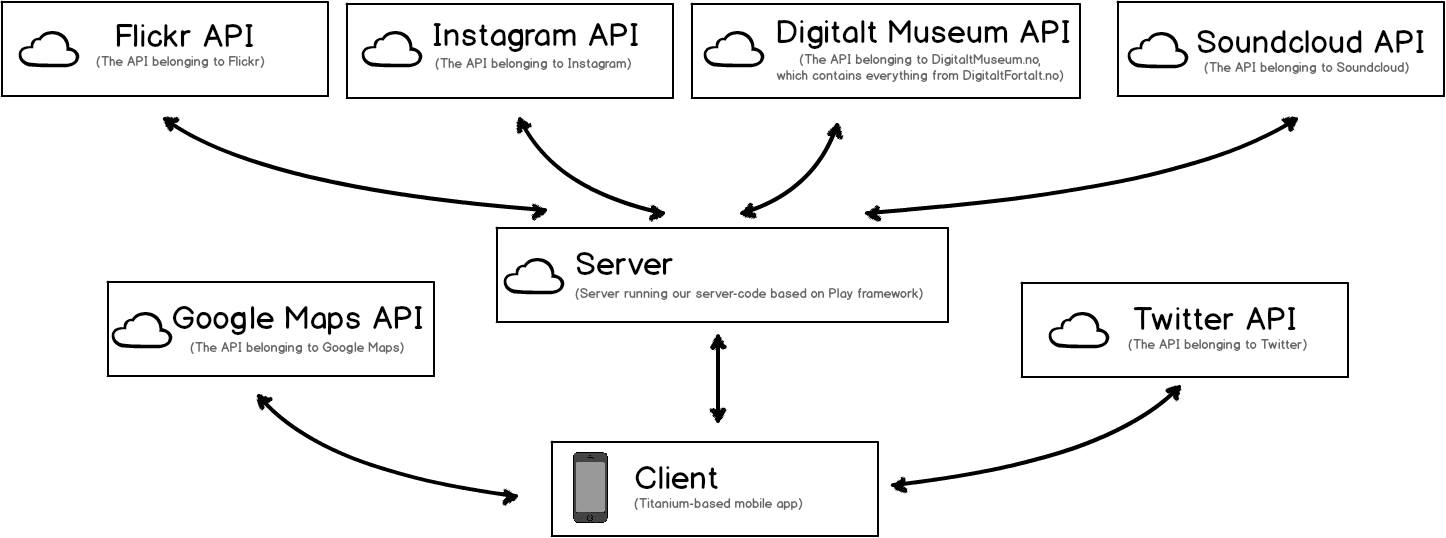 Flickr API
(The API belonging to Flickr)
Instagram API
(The API belonging to Instagram)
Digitalt Museum API
(The API belonging to DigitaltMuseum.no,
which contains everything from DigitaltFortalt.no)
Soundcloud API
(The API belonging to Soundcloud)
Server
(Server running our server-code based on Play framework)
Google Maps API
(The API belonging to Google Maps)
Twitter API
(The API belonging to Twitter)
Client
(Titanium-based mobile app)